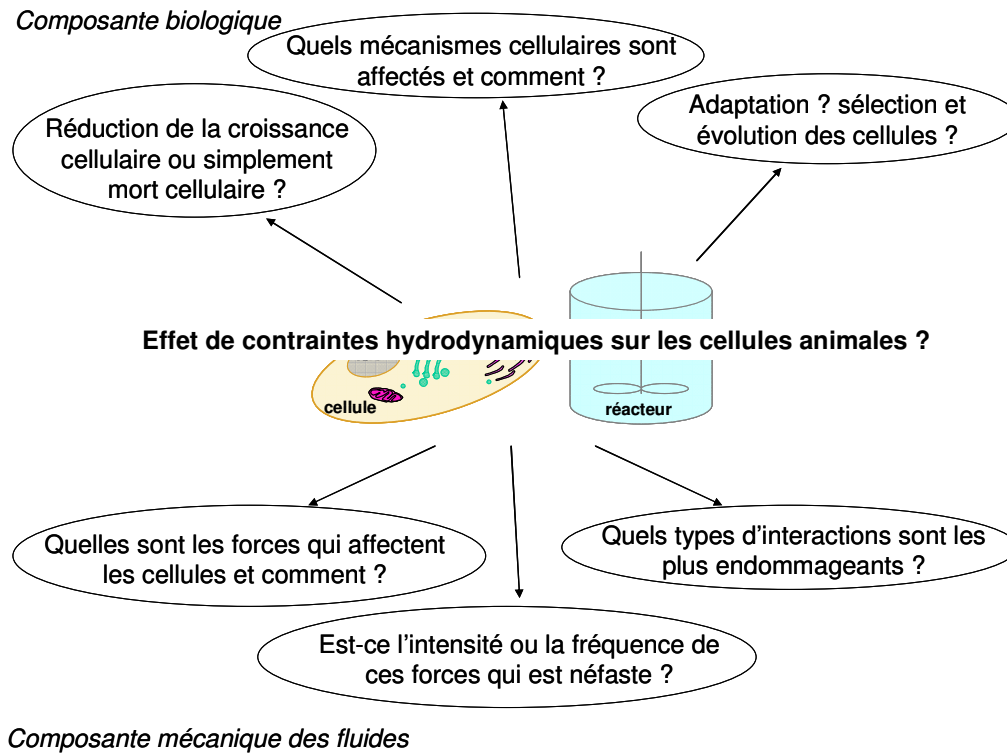 Composante biologique
Quels mécanismes cellulaires sont
affectés et comment ?
Adaptation ? sélection et
évolution des cellules ?
Réduction de la croissance
cellulaire ou simplement
mort cellulaire ?
Effet de contraintes hydrodynamiques sur les cellules animales ?
cellule
réacteur
Quelles sont les forces qui affectent
les cellules et comment ?
Quels types d’interactions sont les
plus endommageants ?
Est-ce l’intensité ou la fréquence de
ces forces qui est néfaste ?
Composante mécanique des fluides